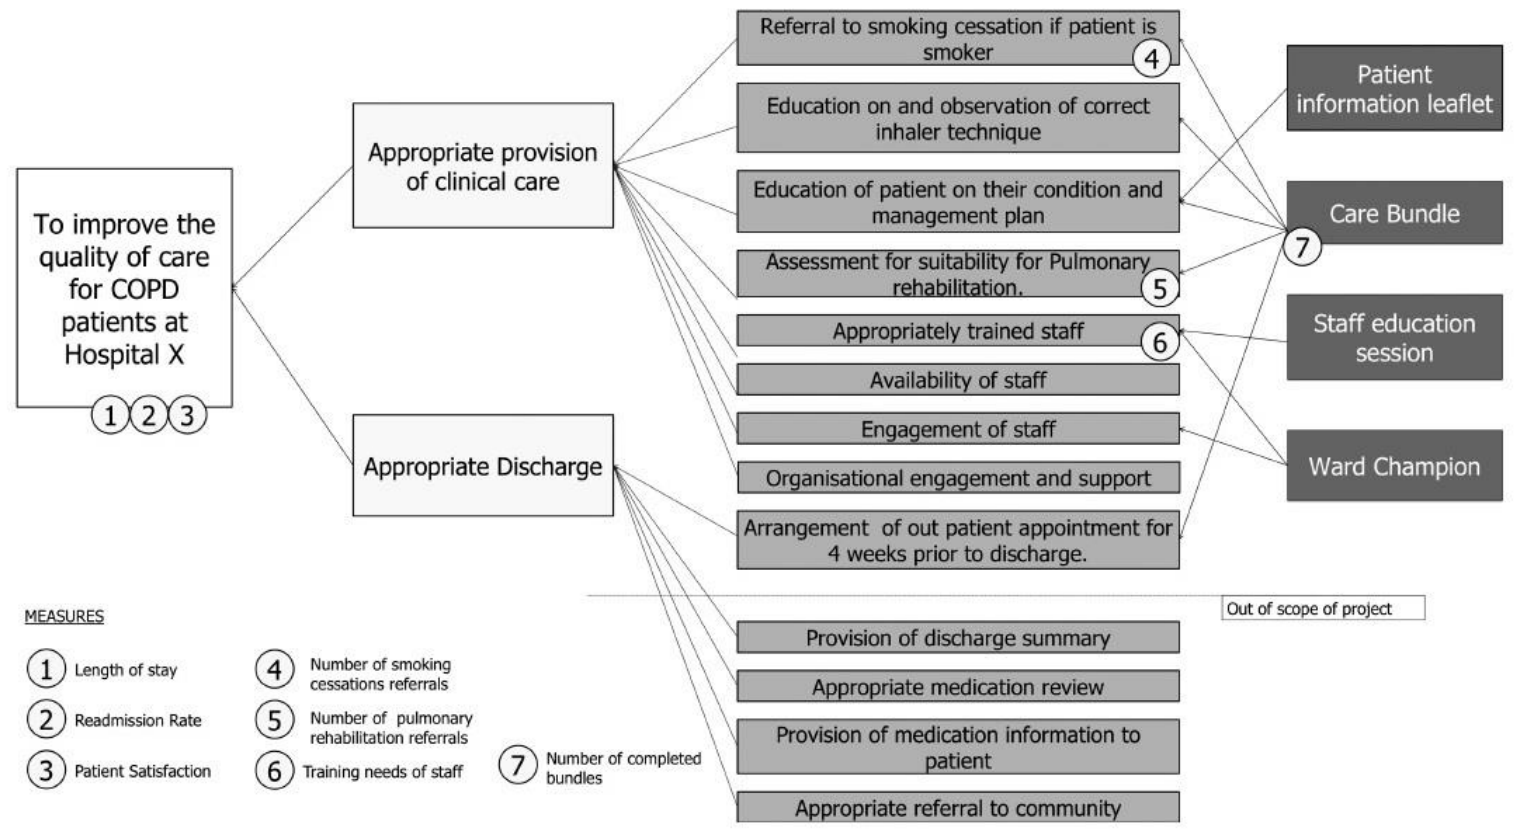 To improve the
quality of care
for COPD
patients at
Hospital X
1 2 3
Appropriate provision
of clinical care
Appropriate Discharge
Referral to smoking cessation if patient is
smoker
4
Education on and observation of correct
inhaler technique
Education of patient on their condition and
management plan
Assessment for suitability for Pulmonary
rehabilitation.
5
Appropriately trained staff
6
Availability of staff
Engagement of staff
Organisational engagement and support
Arrangement of out patient appointment for
4 weeks prior to discharge.
Patient
information leaflet
Care Bundle
7
Staff education
session
Ward Champion
Out of scope of project
Provision of discharge summary
Appropriate medication review
Provision of medication information to
patient
Appropriate referral to community
MEASURES
1 Length of stay
2 Readmission Rate
3 Patient Satisfaction
4 Number of smoking
cessations referrals
5 Number of pulmonary
rehabilitation referrals
6 Training needs of staff
7 Number of completed
bundles